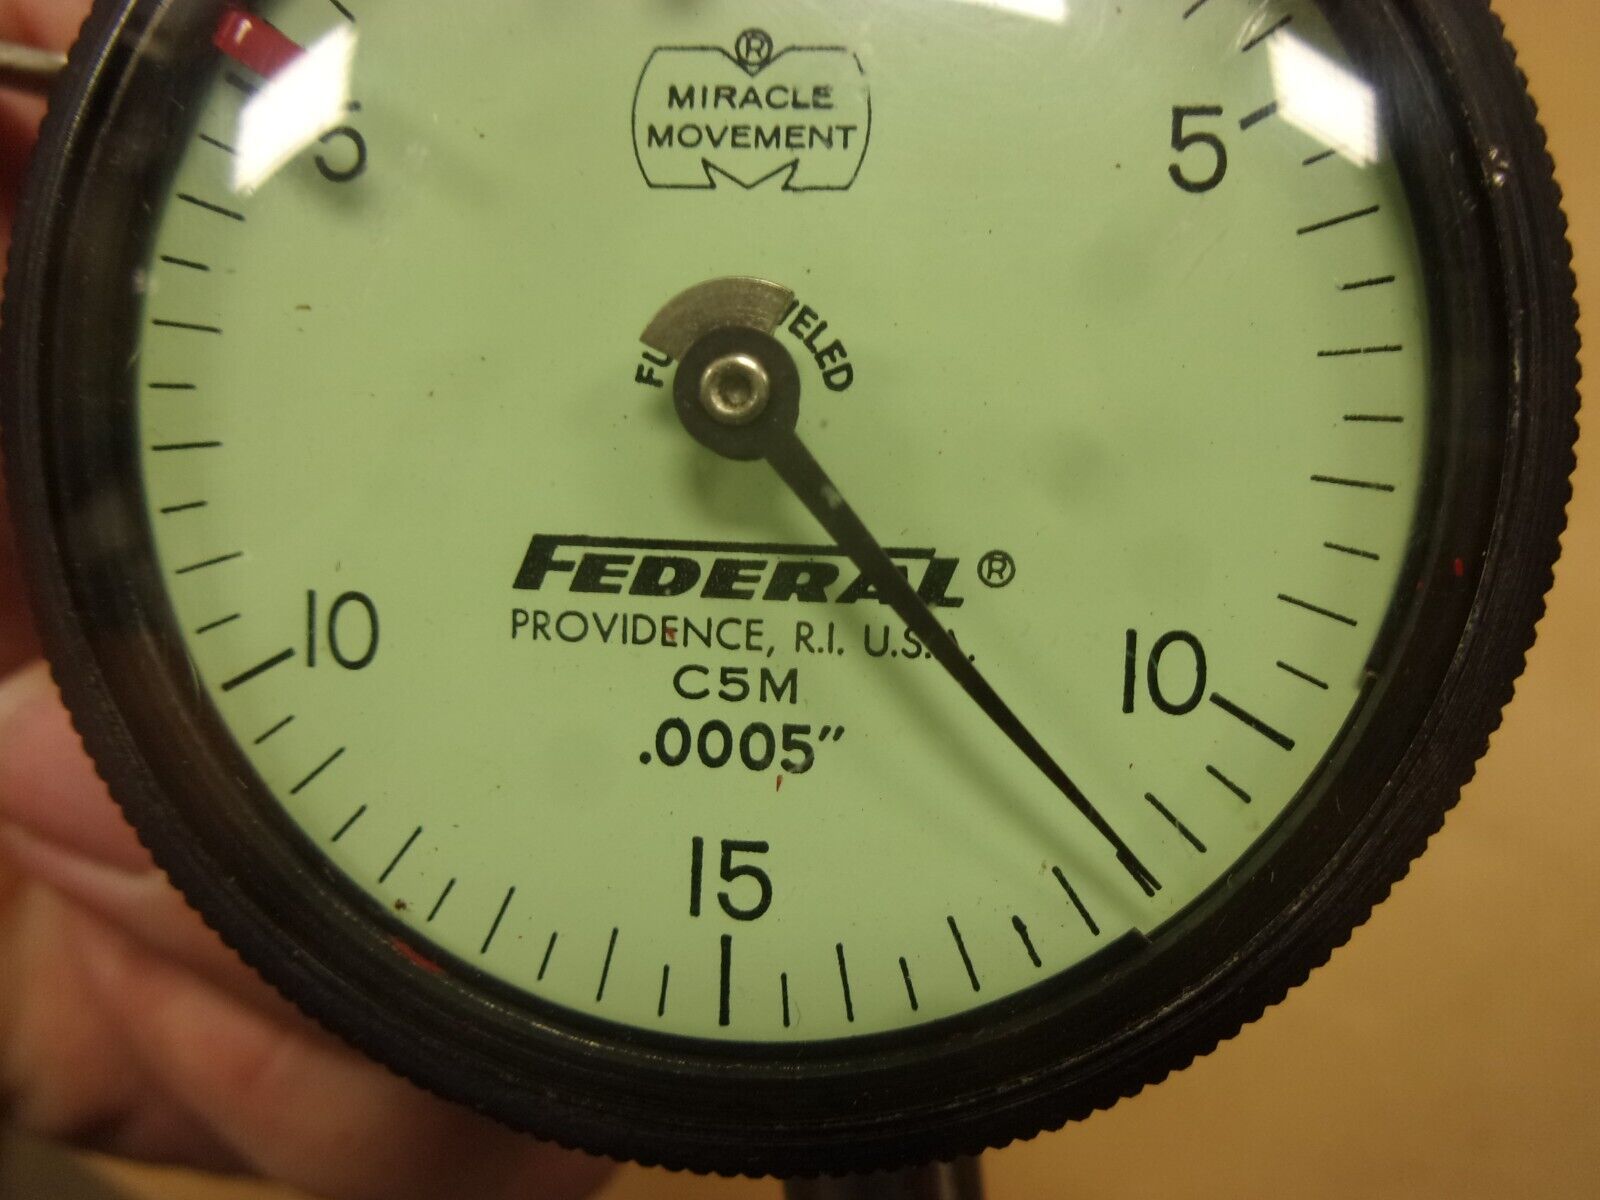 ®
MIRACLE
MOVEMENT
5
5
FEDERAL®
PROVIDENCE, R.I. U.S.A.
C5M
.0005"
10
10
15